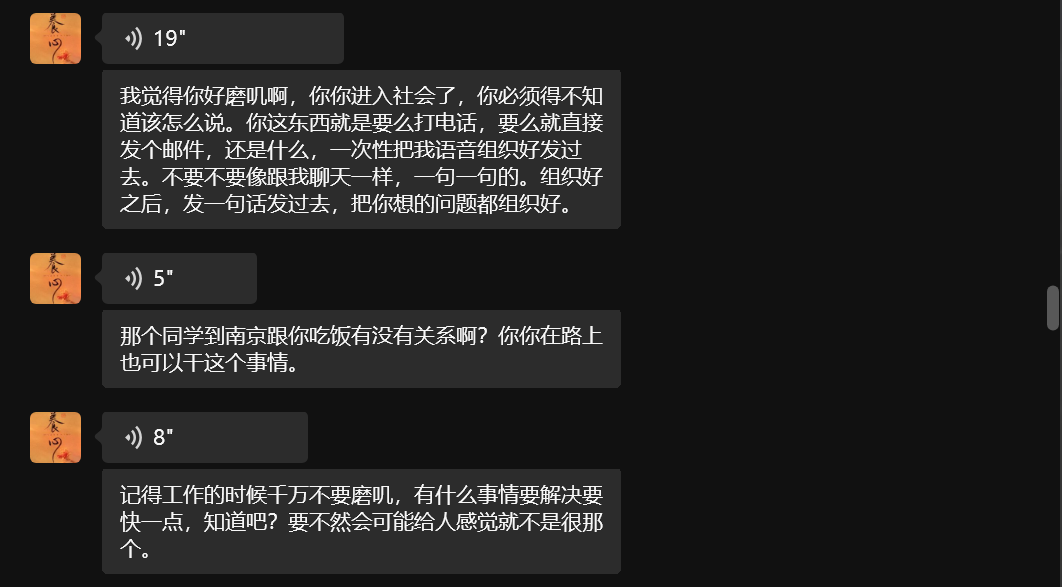 19"
我觉得你好磨叽啊，你你进入社会了，你必须得不知
道该怎么说。你这东西就是要么打电话，要么就直接
发个邮件，还是什么，一次性把我语音组织好发过
去。不要不要像跟我聊天一样，一句一句的。组织好
之后，发一句话发过去，把你想的问题都组织好。
5"
那个同学到南京跟你吃饭有没有关系啊？你你在路上
也可以干这个事情。
8"
记得工作的时候千万不要磨叽，有什么事情要解决要
快一点，知道吧？要不然会可能给人感觉就不是很那
个。